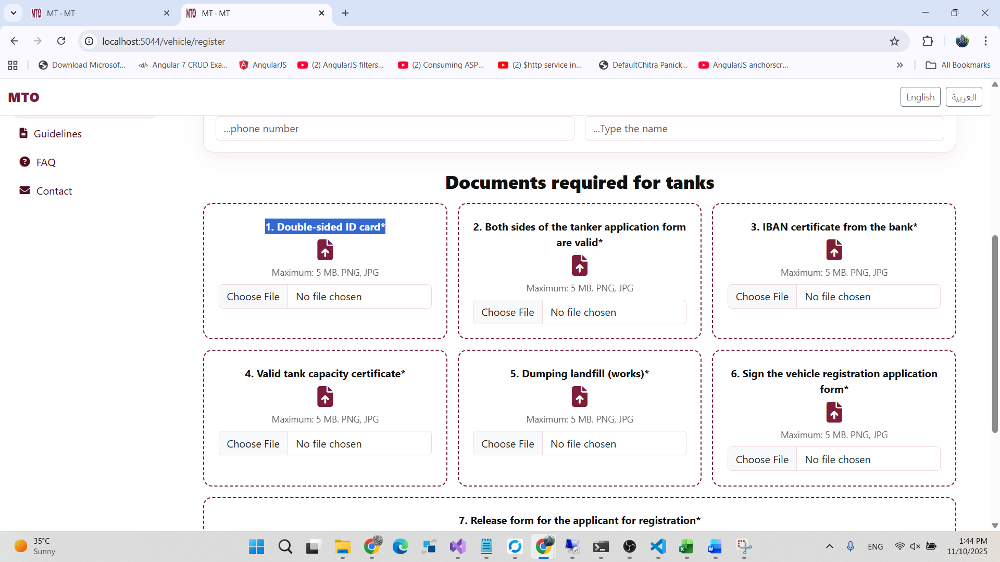 MT · MT
MT · MT
localhost:5044/vehicle/register
Download Microsof...
Angular 7 CRUD Exa...
AngularJS
(2) AngularJS filters...
(2) Consuming ASP...
(2) $http service in...
DefaultChitra Panick...
AngularJS anchorscr...
All Bookmarks
MTO
English
العربية
Guidelines
FAQ
Contact
...phone number
...Type the name
Documents required for tanks
1. Double-sided ID card*
Maximum: 5 MB. PNG, JPG
Choose File No file chosen
2. Both sides of the tanker application form
are valid*
Maximum: 5 MB. PNG, JPG
Choose File No file chosen
3. IBAN certificate from the bank*
Maximum: 5 MB. PNG, JPG
Choose File No file chosen
4. Valid tank capacity certificate*
Maximum: 5 MB. PNG, JPG
Choose File No file chosen
5. Dumping landfill (works)*
Maximum: 5 MB. PNG, JPG
Choose File No file chosen
6. Sign the vehicle registration application
form*
Maximum: 5 MB. PNG, JPG
Choose File No file chosen
7. Release form for the applicant for registration*
35°C
Sunny
ENG
1:44 PM
11/10/2025